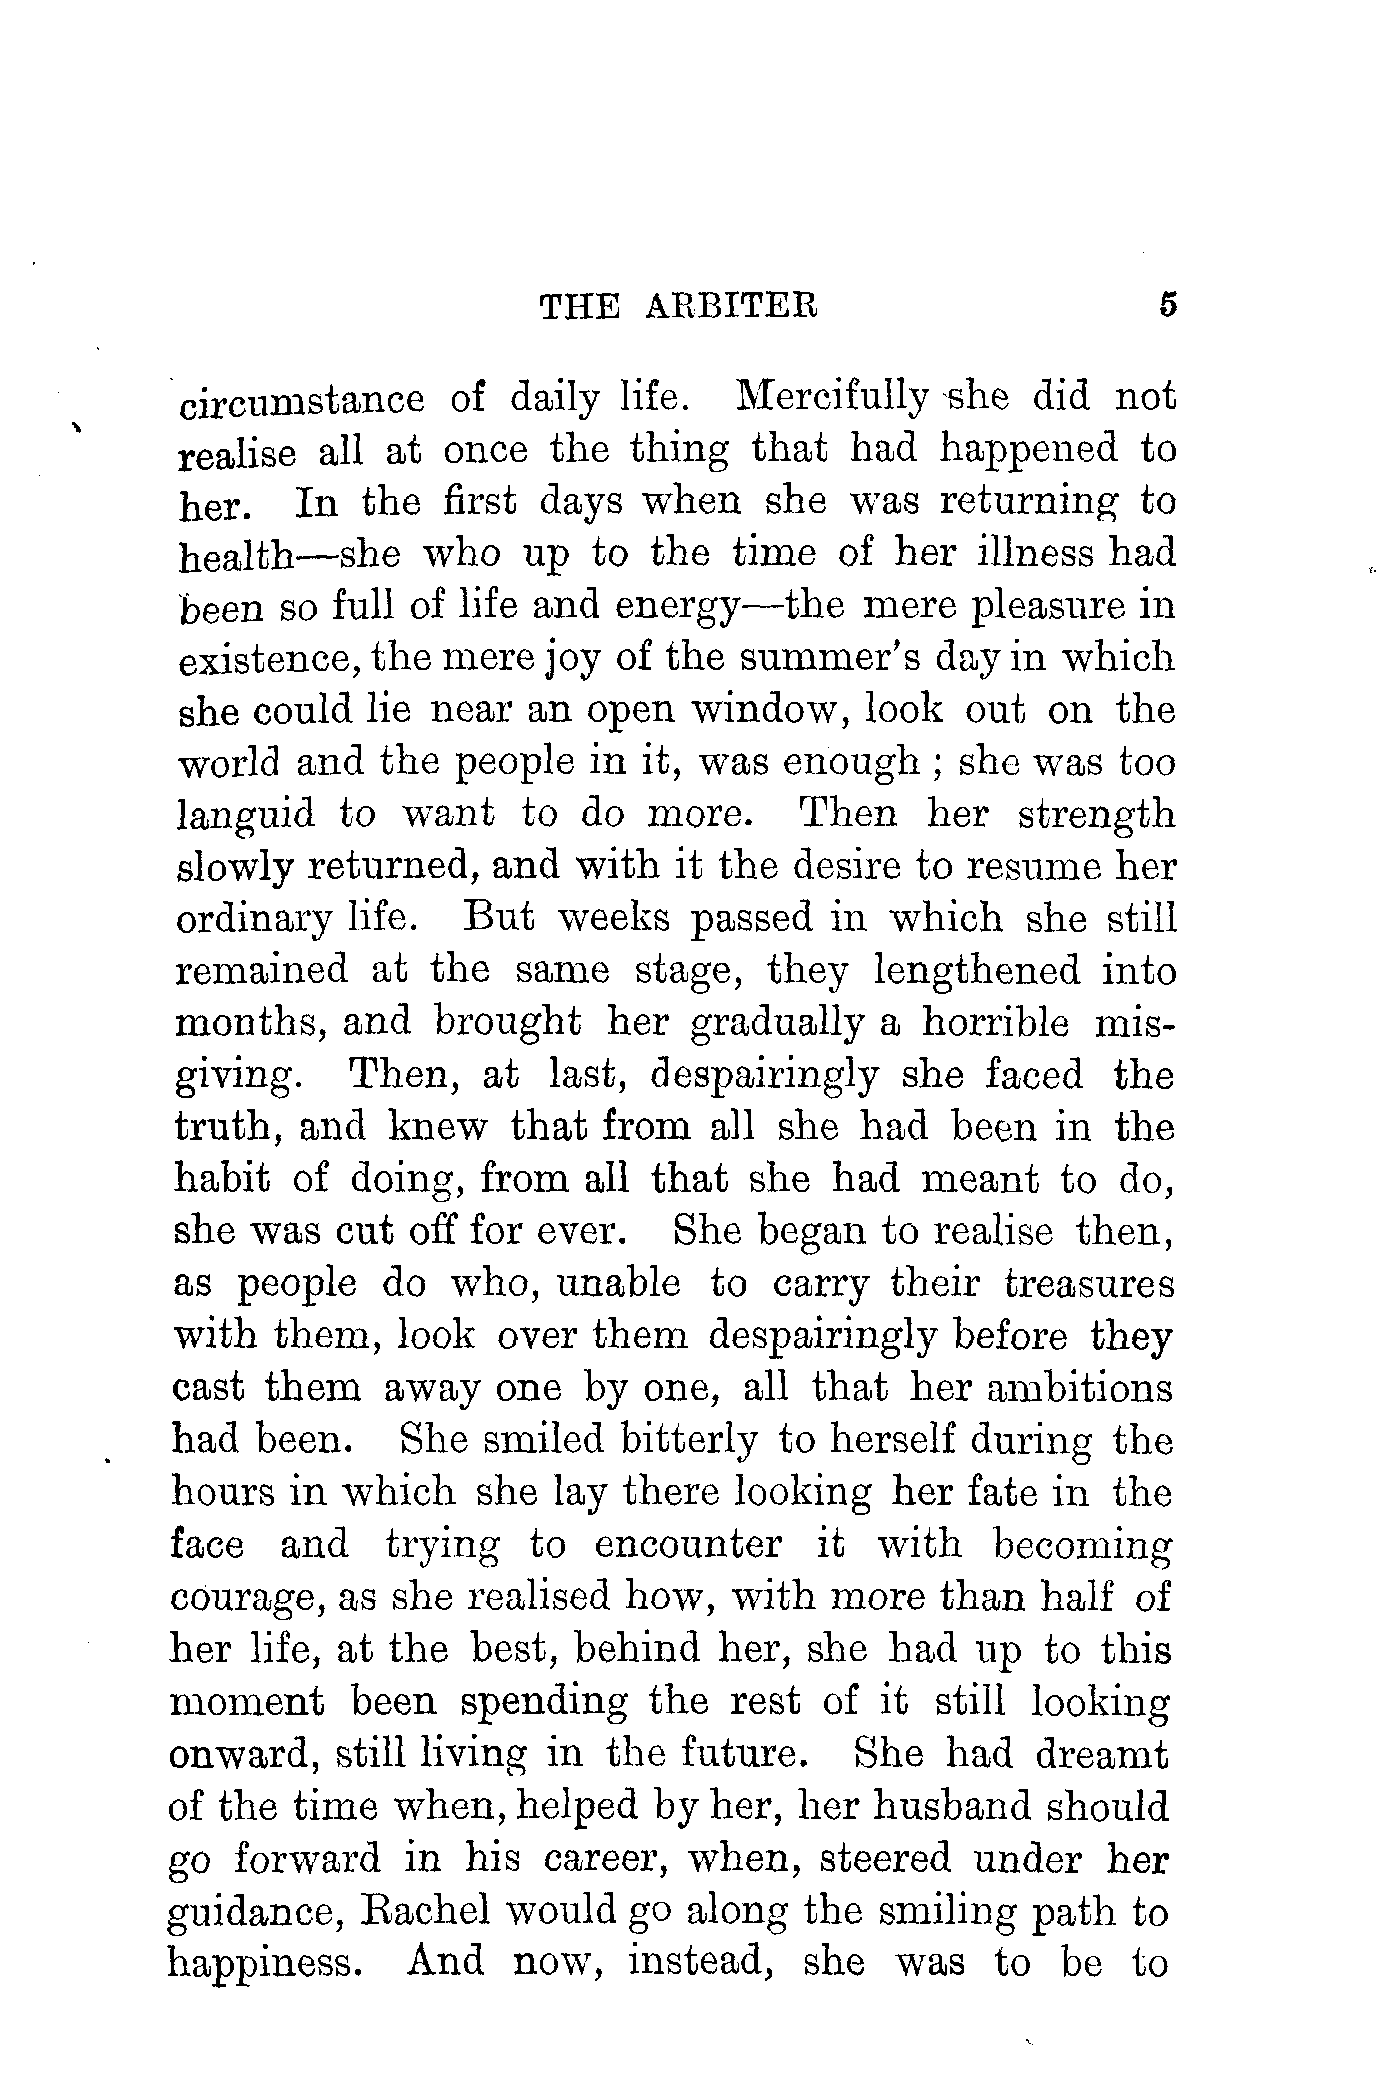 THE ARBITER 5
circumstance of daily life. Mercifully she did not
realise all at once the thing that had happened to
her. In the first days when she was returning to
health—she who up to the time of her illness had
been so full of life and energy—the mere pleasure in
existence, the mere joy of the summer's day in which
she could lie near an open window, look out on the
world and the people in it, was enough ; she was too
languid to want to do more. Then her strength
slowly returned, and with it the desire to resume her
ordinary life. But weeks passed in which she still
remained at the same stage, they lengthened into
months, and brought her gradually a horrible mis-
giving. Then, at last, despairingly she faced the
truth, and knew that from all she had been in the
habit of doing, from all that she had meant to do,
she was cut off for ever. She began to realise then,
as people do who, unable to carry their treasures
with them, look over them despairingly before they
cast them away one by one, all that her ambitions
had been. She smiled bitterly to herself during the
hours in which she lay there looking her fate in the
face and trying to encounter it with becoming
courage, as she realised how, with more than half of
her life, at the best, behind her, she had up to this
moment been spending the rest of it still looking
onward, still living in the future. She had dreamt
of the time when, helped by her, her husband should
go forward in his career, when, steered under her
guidance, Rachel would go along the smiling path to
happiness. And now, instead, she was to be to